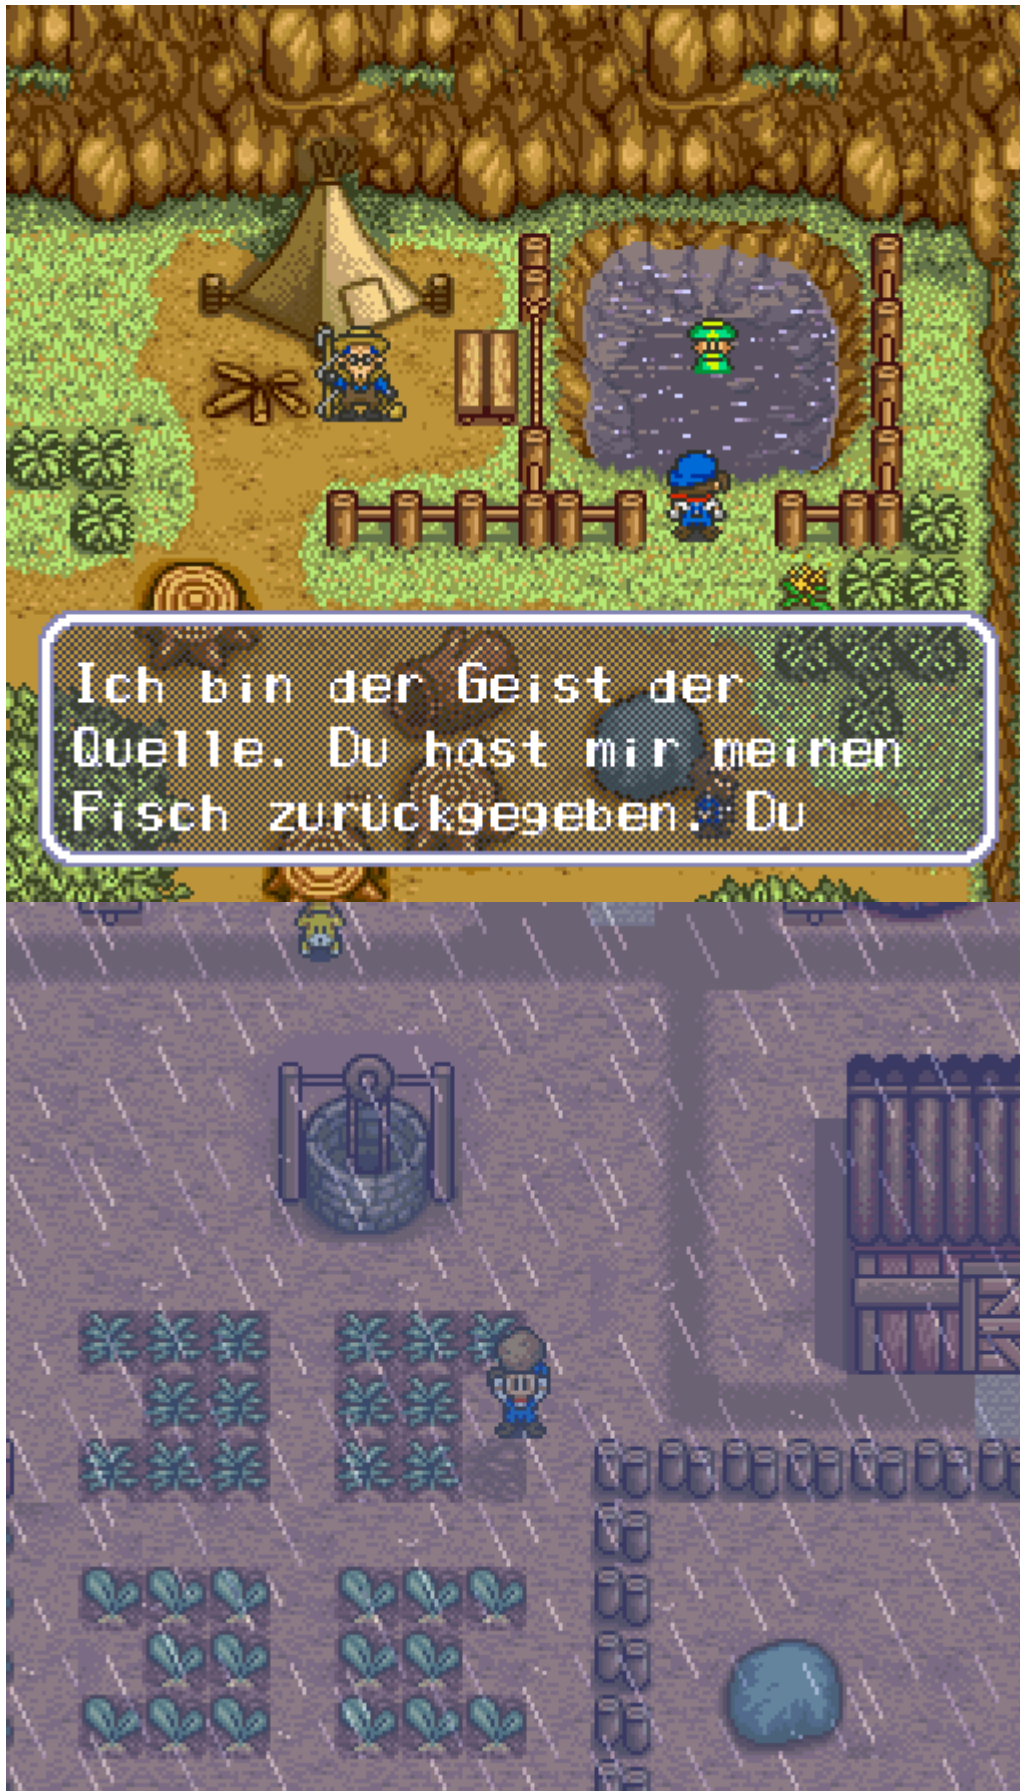 Ich bin der Geist der
Quelle. Du hast mir meinen
Fisch zurückgegeben. Du